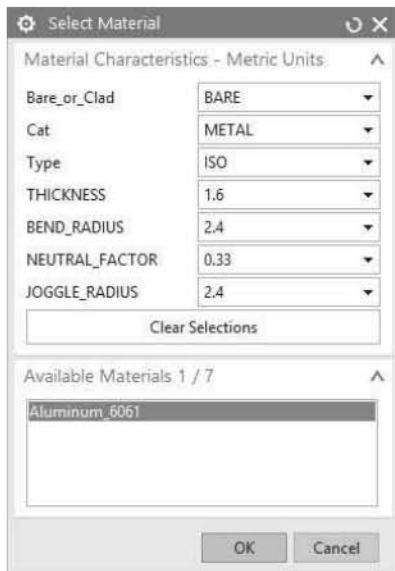 Select Material
Material Characteristics - Metric Units
Bare_or_Clad BARE
Cat METAL
Type ISO
THICKNESS 1.6
BEND_RADIUS 2.4
NEUTRAL_FACTOR 0.33
JOGGLE_RADIUS 2.4
Clear Selections
Available Materials 1 / 7
Aluminum_6061
OK Cancel